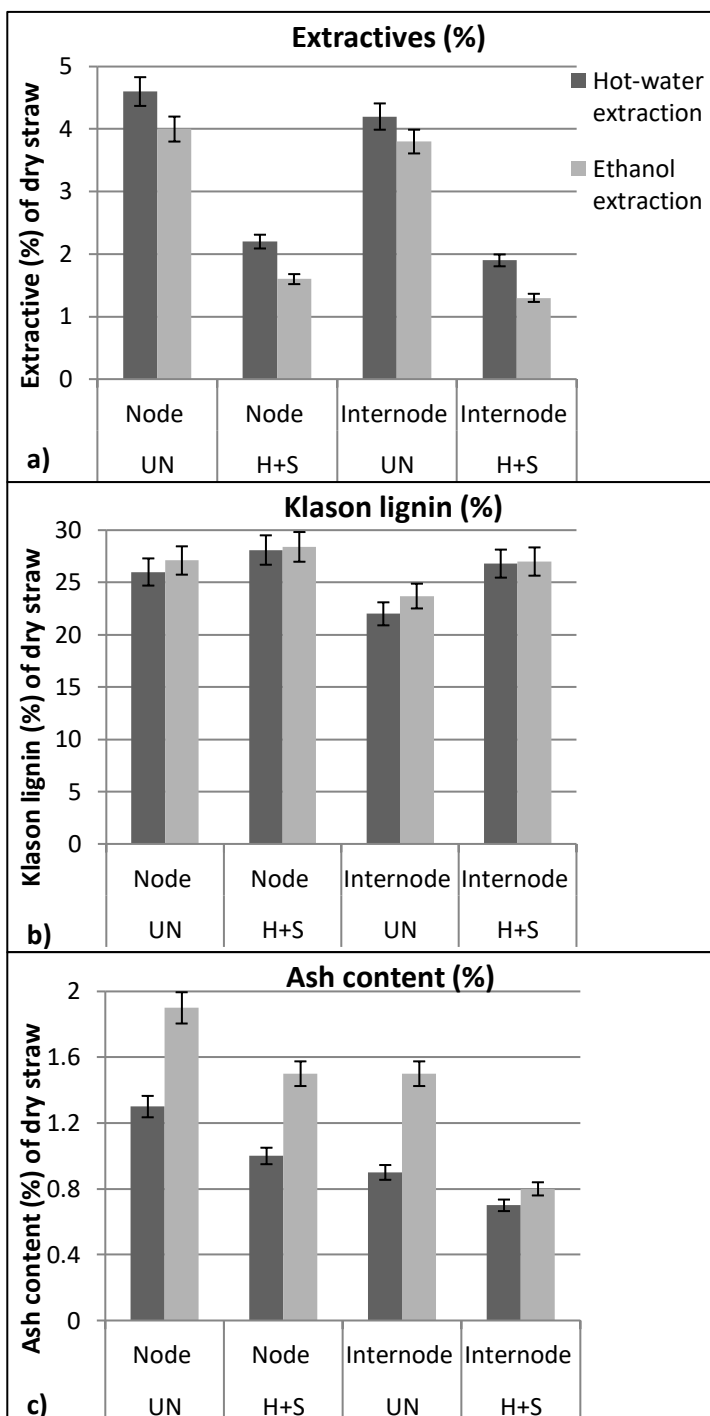 Extractives (%)
Extractive (%) of dry straw
5
4
3
2
1
0
Hot-water
extraction
Ethanol
extraction
Node Node Internode Internode
UN H+S UN H+S
a)
Klason lignin (%)
Klason lignin (%) of dry straw
30
25
20
15
10
5
0
Node Node Internode Internode
UN H+S UN H+S
b)
Ash content (%)
Ash content (%) of dry straw
2
1.6
1.2
0.8
0.4
0
Node Node Internode Internode
UN H+S UN H+S
c)